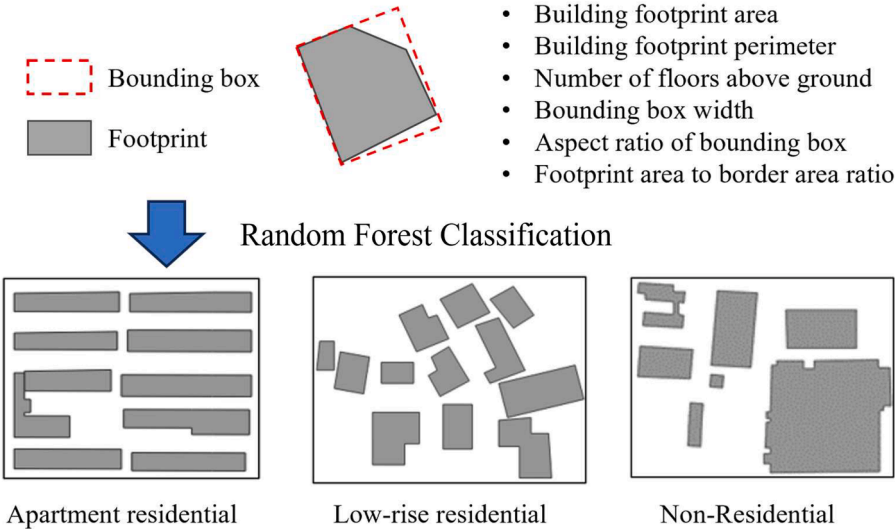 Bounding box
Footprint
• Building footprint area
• Building footprint perimeter
• Number of floors above ground
• Bounding box width
• Aspect ratio of bounding box
• Footprint area to border area ratio
Random Forest Classification
Apartment residential
Low-rise residential
Non-Residential